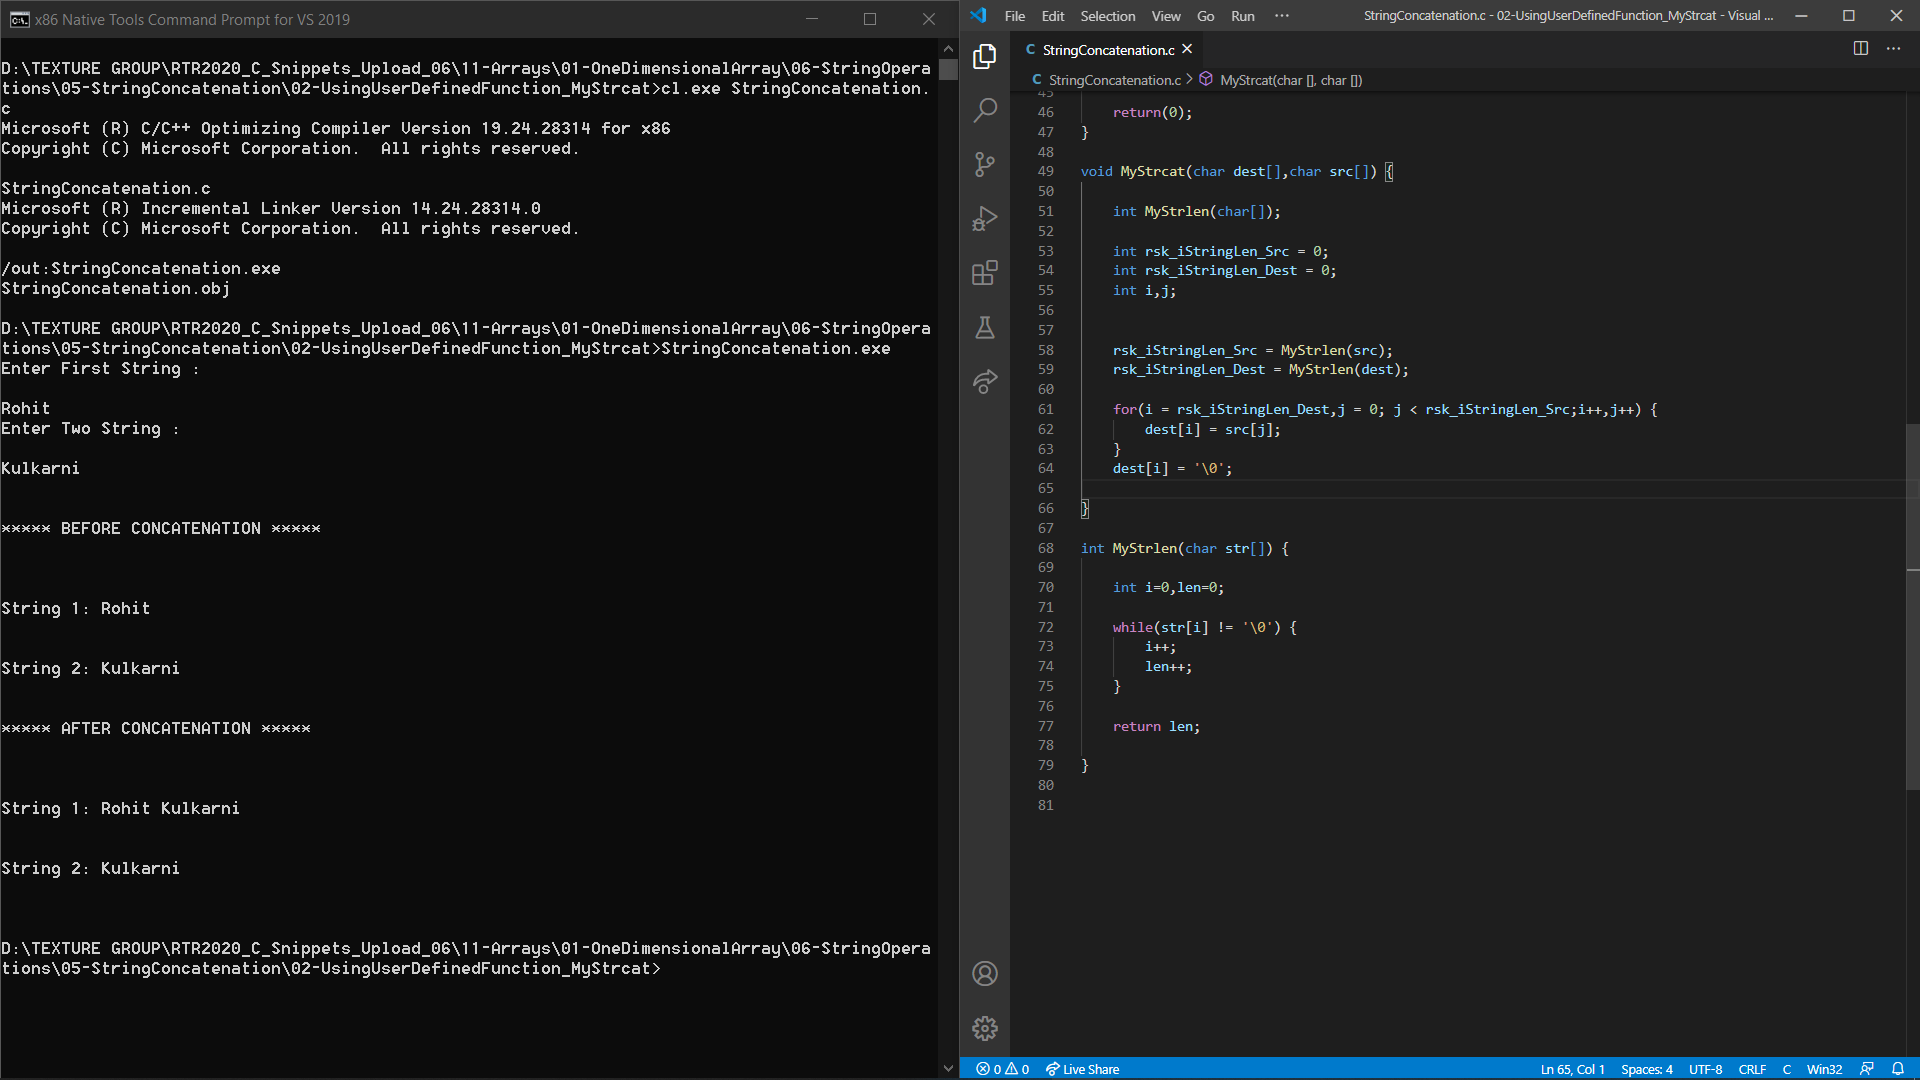 x86 Native Tools Command Prompt for VS 2019
D:\TEXTURE GROUP\RTR2020_C_Snippets_Upload_06\11-Arrays\01-OneDimensionalArray\06-StringOpera
tions\05-StringConcatenation\02-UsingUserDefinedFunction_MyStrcat>cl.exe StringConcatenation.
c
Microsoft (R) C/C++ Optimizing Compiler Version 19.24.28314 for x86
Copyright (C) Microsoft Corporation.  All rights reserved.
StringConcatenation.c
Microsoft (R) Incremental Linker Version 14.24.28314.0
Copyright (C) Microsoft Corporation.  All rights reserved.
/out:StringConcatenation.exe
StringConcatenation.obj
D:\TEXTURE GROUP\RTR2020_C_Snippets_Upload_06\11-Arrays\01-OneDimensionalArray\06-StringOpera
tions\05-StringConcatenation\02-UsingUserDefinedFunction_MyStrcat>StringConcatenation.exe
Enter First String :
Rohit
Enter Two String :
Kulkarni
***** BEFORE CONCATENATION *****
String 1: Rohit
String 2: Kulkarni
***** AFTER CONCATENATION *****
String 1: Rohit Kulkarni
String 2: Kulkarni
D:\TEXTURE GROUP\RTR2020_C_Snippets_Upload_06\11-Arrays\01-OneDimensionalArray\06-StringOpera
tions\05-StringConcatenation\02-UsingUserDefinedFunction_MyStrcat>
File Edit Selection View Go Run ··· StringConcatenation.c - 02-UsingUserDefinedFunction_MyStrcat - Visual ...
C StringConcatenation.c
C StringConcatenation.c > MyStrcat(char [], char [])
45
46 return(0);
47 }
48
49 void MyStrcat(char dest[],char src[]) {
50
51 int MyStrlen(char[]);
52
53 int rsk_iStringLen_Src = 0;
54 int rsk_iStringLen_Dest = 0;
55 int i,j;
56
57
58 rsk_iStringLen_Src = MyStrlen(src);
59 rsk_iStringLen_Dest = MyStrlen(dest);
60
61 for(i = rsk_iStringLen_Dest,j = 0; j < rsk_iStringLen_Src;i++,j++) {
62 dest[i] = src[j];
63 }
64 dest[i] = '\0';
65
66 }
67
68 int MyStrlen(char str[]) {
69
70 int i=0,len=0;
71
72 while(str[i] != '\0') {
73 i++;
74 len++;
75 }
76
77 return len;
78
79 }
80
81
0 0 Live Share Ln 65, Col 1 Spaces: 4 UTF-8 CRLF C Win32